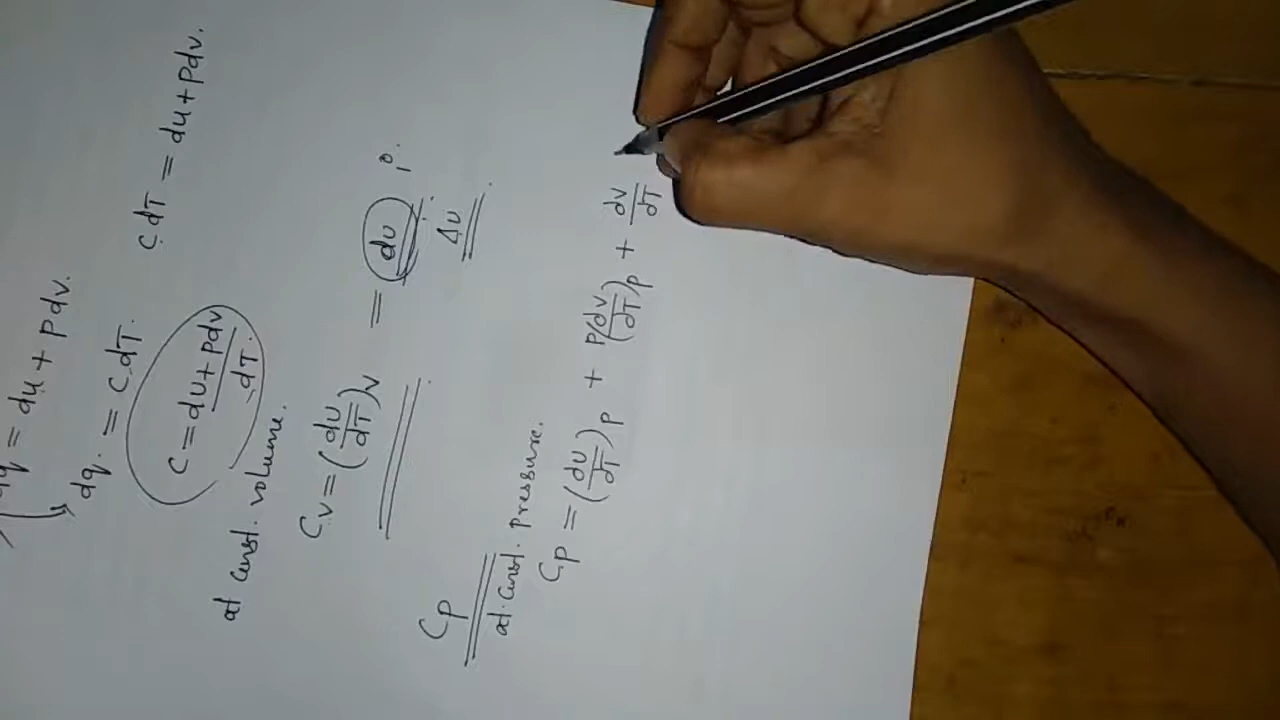 dq = du + pdv.
dq. = c.dT. cdT = du + pdv.
c = du + pdv / dT.
at const. volume.
Cv = (du/dT)v = du
Δu
Cp
at. const. pressure.
Cp = (du/dT)p + P(dv/dT)p + dv/dT